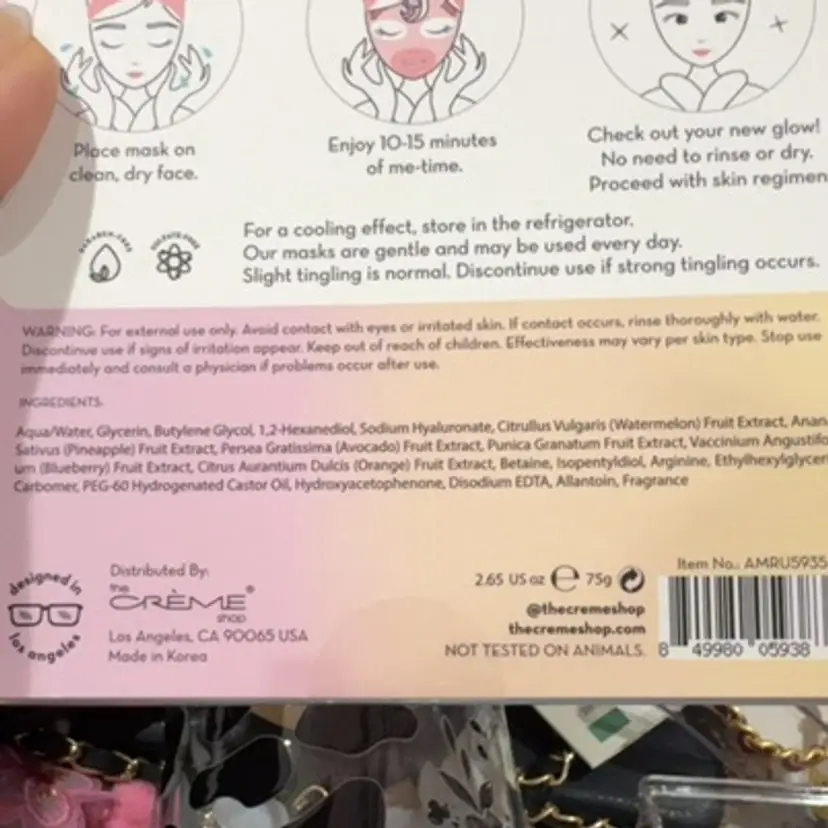 Place mask on
clean, dry face.
Enjoy 10-15 minutes
of me-time.
Check out your new glow!
No need to rinse or dry.
Proceed with skin regimen
PARABEN-FREE
SULFATE-FREE
For a cooling effect, store in the refrigerator.
Our masks are gentle and may be used every day.
Slight tingling is normal. Discontinue use if strong tingling occurs.
WARNING: For external use only. Avoid contact with eyes or irritated skin. If contact occurs, rinse thoroughly with water.
Discontinue use if signs of irritation appear. Keep out of reach of children. Effectiveness may vary per skin type. Stop use
immediately and consult a physician if problems occur after use.
INGREDIENTS:
Aqua/Water, Glycerin, Butylene Glycol, 1,2-Hexanediol, Sodium Hyaluronate, Citrullus Vulgaris (Watermelon) Fruit Extract, Anan
Sativus (Pineapple) Fruit Extract, Persea Gratissima (Avocado) Fruit Extract, Punica Granatum Fruit Extract, Vaccinium Angustifo
um (Blueberry) Fruit Extract, Citrus Aurantium Dulcis (Orange) Fruit Extract, Betaine, Isopentyldiol, Arginine, Ethylhexylglycer
Carbomer, PEG-60 Hydrogenated Castor Oil, Hydroxyacetophenone, Disodium EDTA, Allantoin, Fragrance
designed in
los angeles
Distributed By:
the
CRÈME®
shop
Los Angeles, CA 90065 USA
Made in Korea
2.65 US oz ℮ 75g
@thecremeshop
thecremeshop.com
NOT TESTED ON ANIMALS.
Item No.: AMRU5935
8 49980 05938